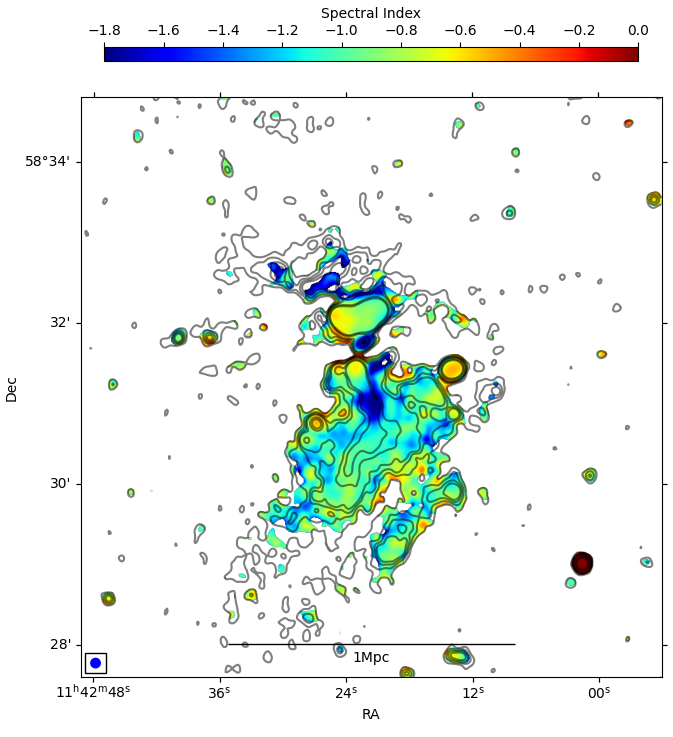 Spectral Index
−1.8 −1.6 −1.4 −1.2 −1.0 −0.8 −0.6 −0.4 −0.2 0.0
58°34'
32'
30'
28'
Dec
1Mpc
11ʰ42ᵐ48ˢ 36ˢ 24ˢ 12ˢ 00ˢ
RA